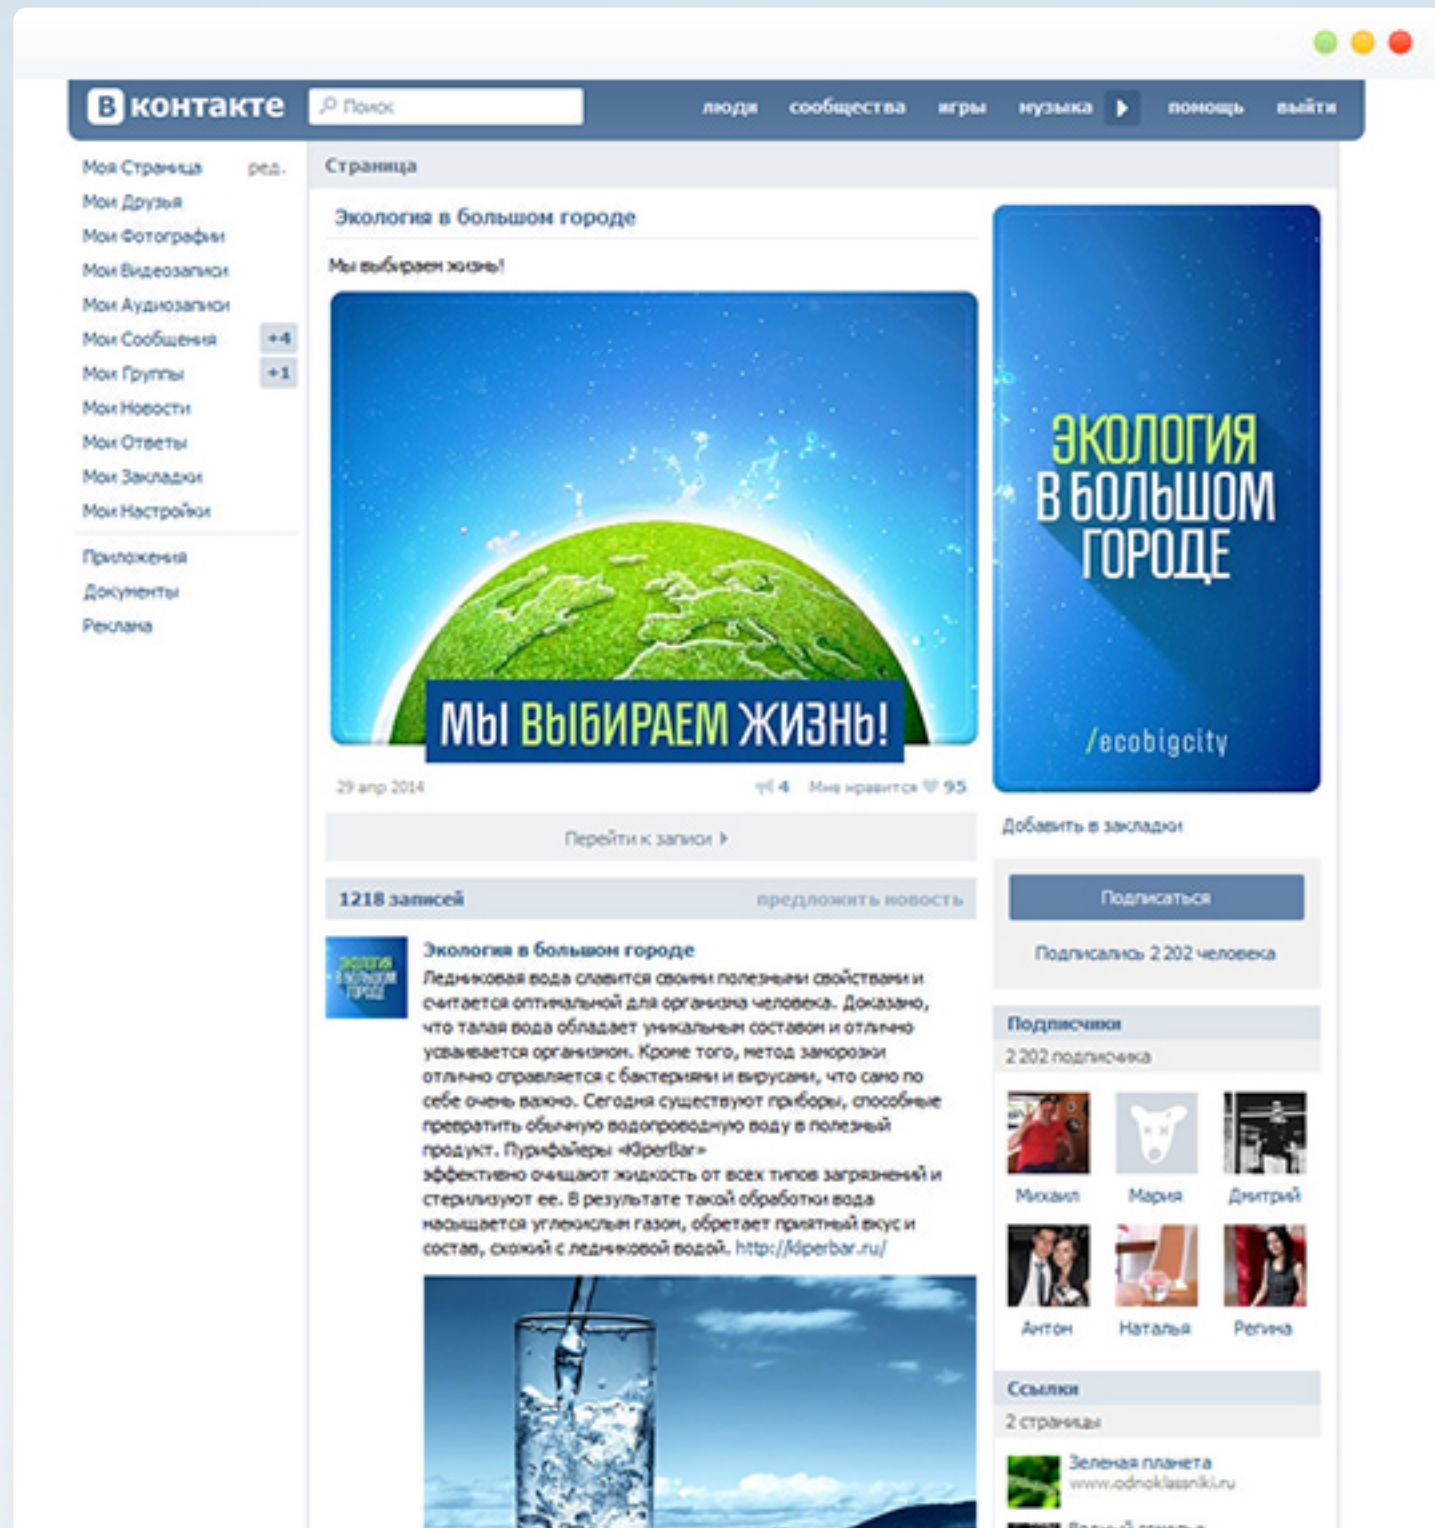 В контакте
Поиск
люди сообщества игры музыка помощь выйти
Моя Страница ред.
Мои Друзья
Мои Фотографии
Мои Видеозаписи
Мои Аудиозаписи
Мои Сообщения +4
Мои Группы +1
Мои Новости
Мои Ответы
Мои Закладки
Мои Настройки
Приложения
Документы
Реклама
Страница
Экология в большом городе
Мы выбираем жизнь!
МЫ ВЫБИРАЕМ ЖИЗНЬ!
29 апр 2014 4 Мне нравится 95
Перейти к записи
1218 записей предложить новость
ЭКОЛОГИЯ
В БОЛЬШОМ
ГОРОДЕ
Экология в большом городе
Ледниковая вода славится своими полезными свойствами и
считается оптимальной для организма человека. Доказано,
что талая вода обладает уникальным составом и отлично
усваивается организмом. Кроме того, метод заморозки
отлично справляется с бактериями и вирусами, что само по
себе очень важно. Сегодня существуют приборы, способные
превратить обычную водопроводную воду в полезный
продукт. Пурифайеры «KliperBar»
эффективно очищают жидкость от всех типов загрязнений и
стерилизуют ее. В результате такой обработки вода
насыщается углекислым газом, обретает приятный вкус и
состав, схожий с ледниковой водой. http://kliperbar.ru/
ЭКОЛОГИЯ
В БОЛЬШОМ
ГОРОДЕ
/ecobigcity
Добавить в закладки
Подписаться
Подписались 2 202 человека
Подписчики
2 202 подписчика
Михаил Мария Дмитрий
Антон Наталья Регина
Ссылки
2 страницы
Зеленая планета
www.odnoklassniki.ru